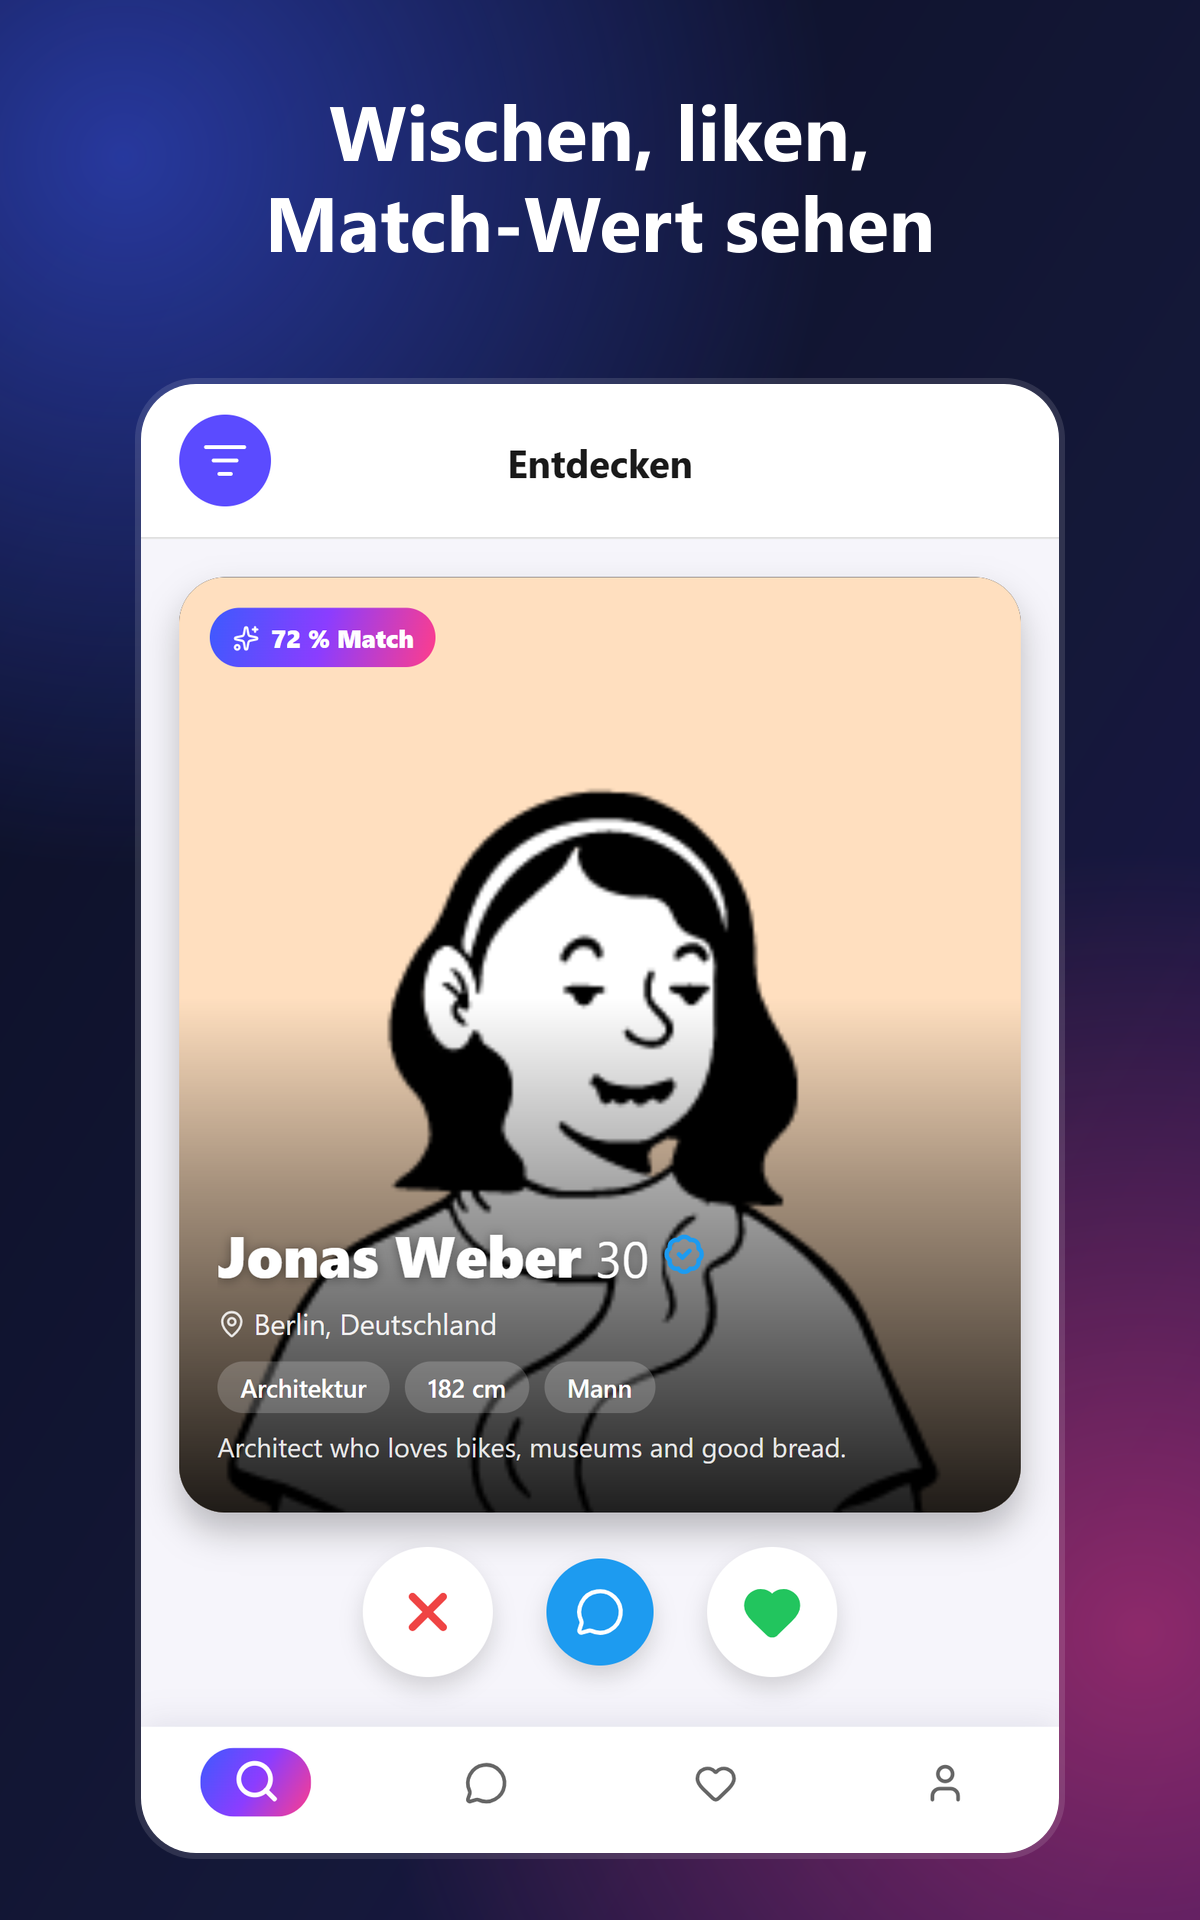 Wischen, liken,
Match-Wert sehen
Entdecken
72 % Match
Jonas Weber 30
Berlin, Deutschland
Architektur 182 cm Mann
Architect who loves bikes, museums and good bread.